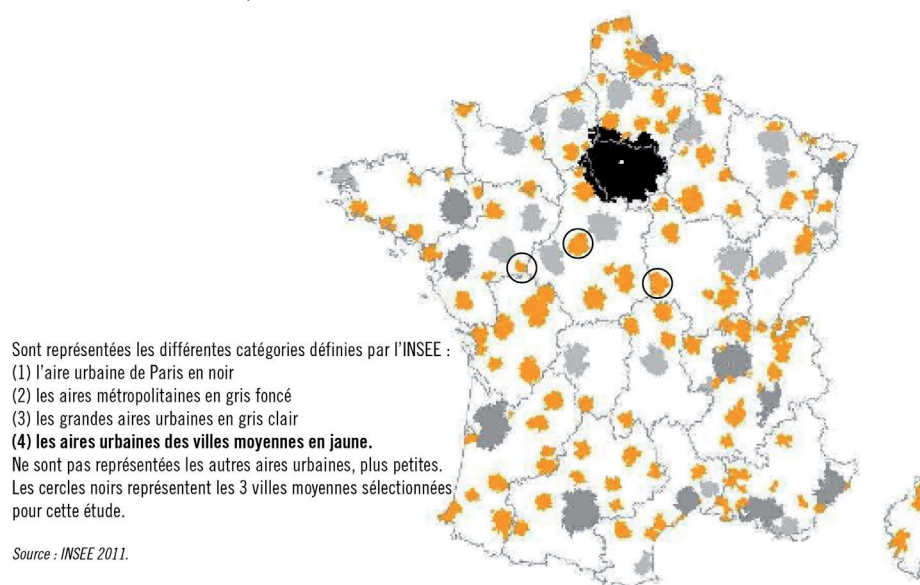 Sont représentées les différentes catégories définies par l'INSEE :
(1) l'aire urbaine de Paris en noir
(2) les aires métropolitaines en gris foncé
(3) les grandes aires urbaines en gris clair
(4) les aires urbaines des villes moyennes en jaune.
Ne sont pas représentées les autres aires urbaines, plus petites.
Les cercles noirs représentent les 3 villes moyennes sélectionnées
pour cette étude.
Source : INSEE 2011.